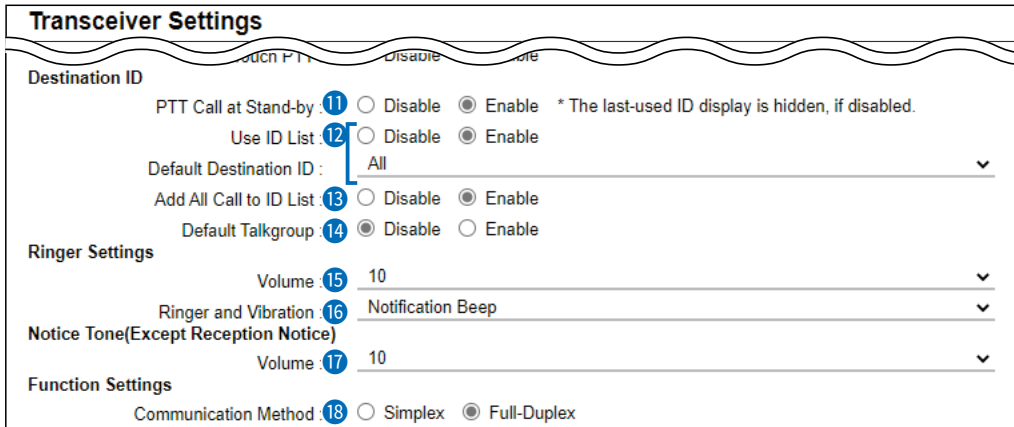 Transceiver Settings
Destination ID
PTT Call at Stand-by : 11 Disable Enable * The last-used ID display is hidden, if disabled.
Use ID List : 12 Disable Enable
Default Destination ID : All
Add All Call to ID List : 13 Disable Enable
Default Talkgroup : 14 Disable Enable
Ringer Settings
Volume : 15 10
Ringer and Vibration : 16 Notification Beep
Notice Tone(Except Reception Notice)
Volume : 17 10
Function Settings
Communication Method : 18 Simplex Full-Duplex